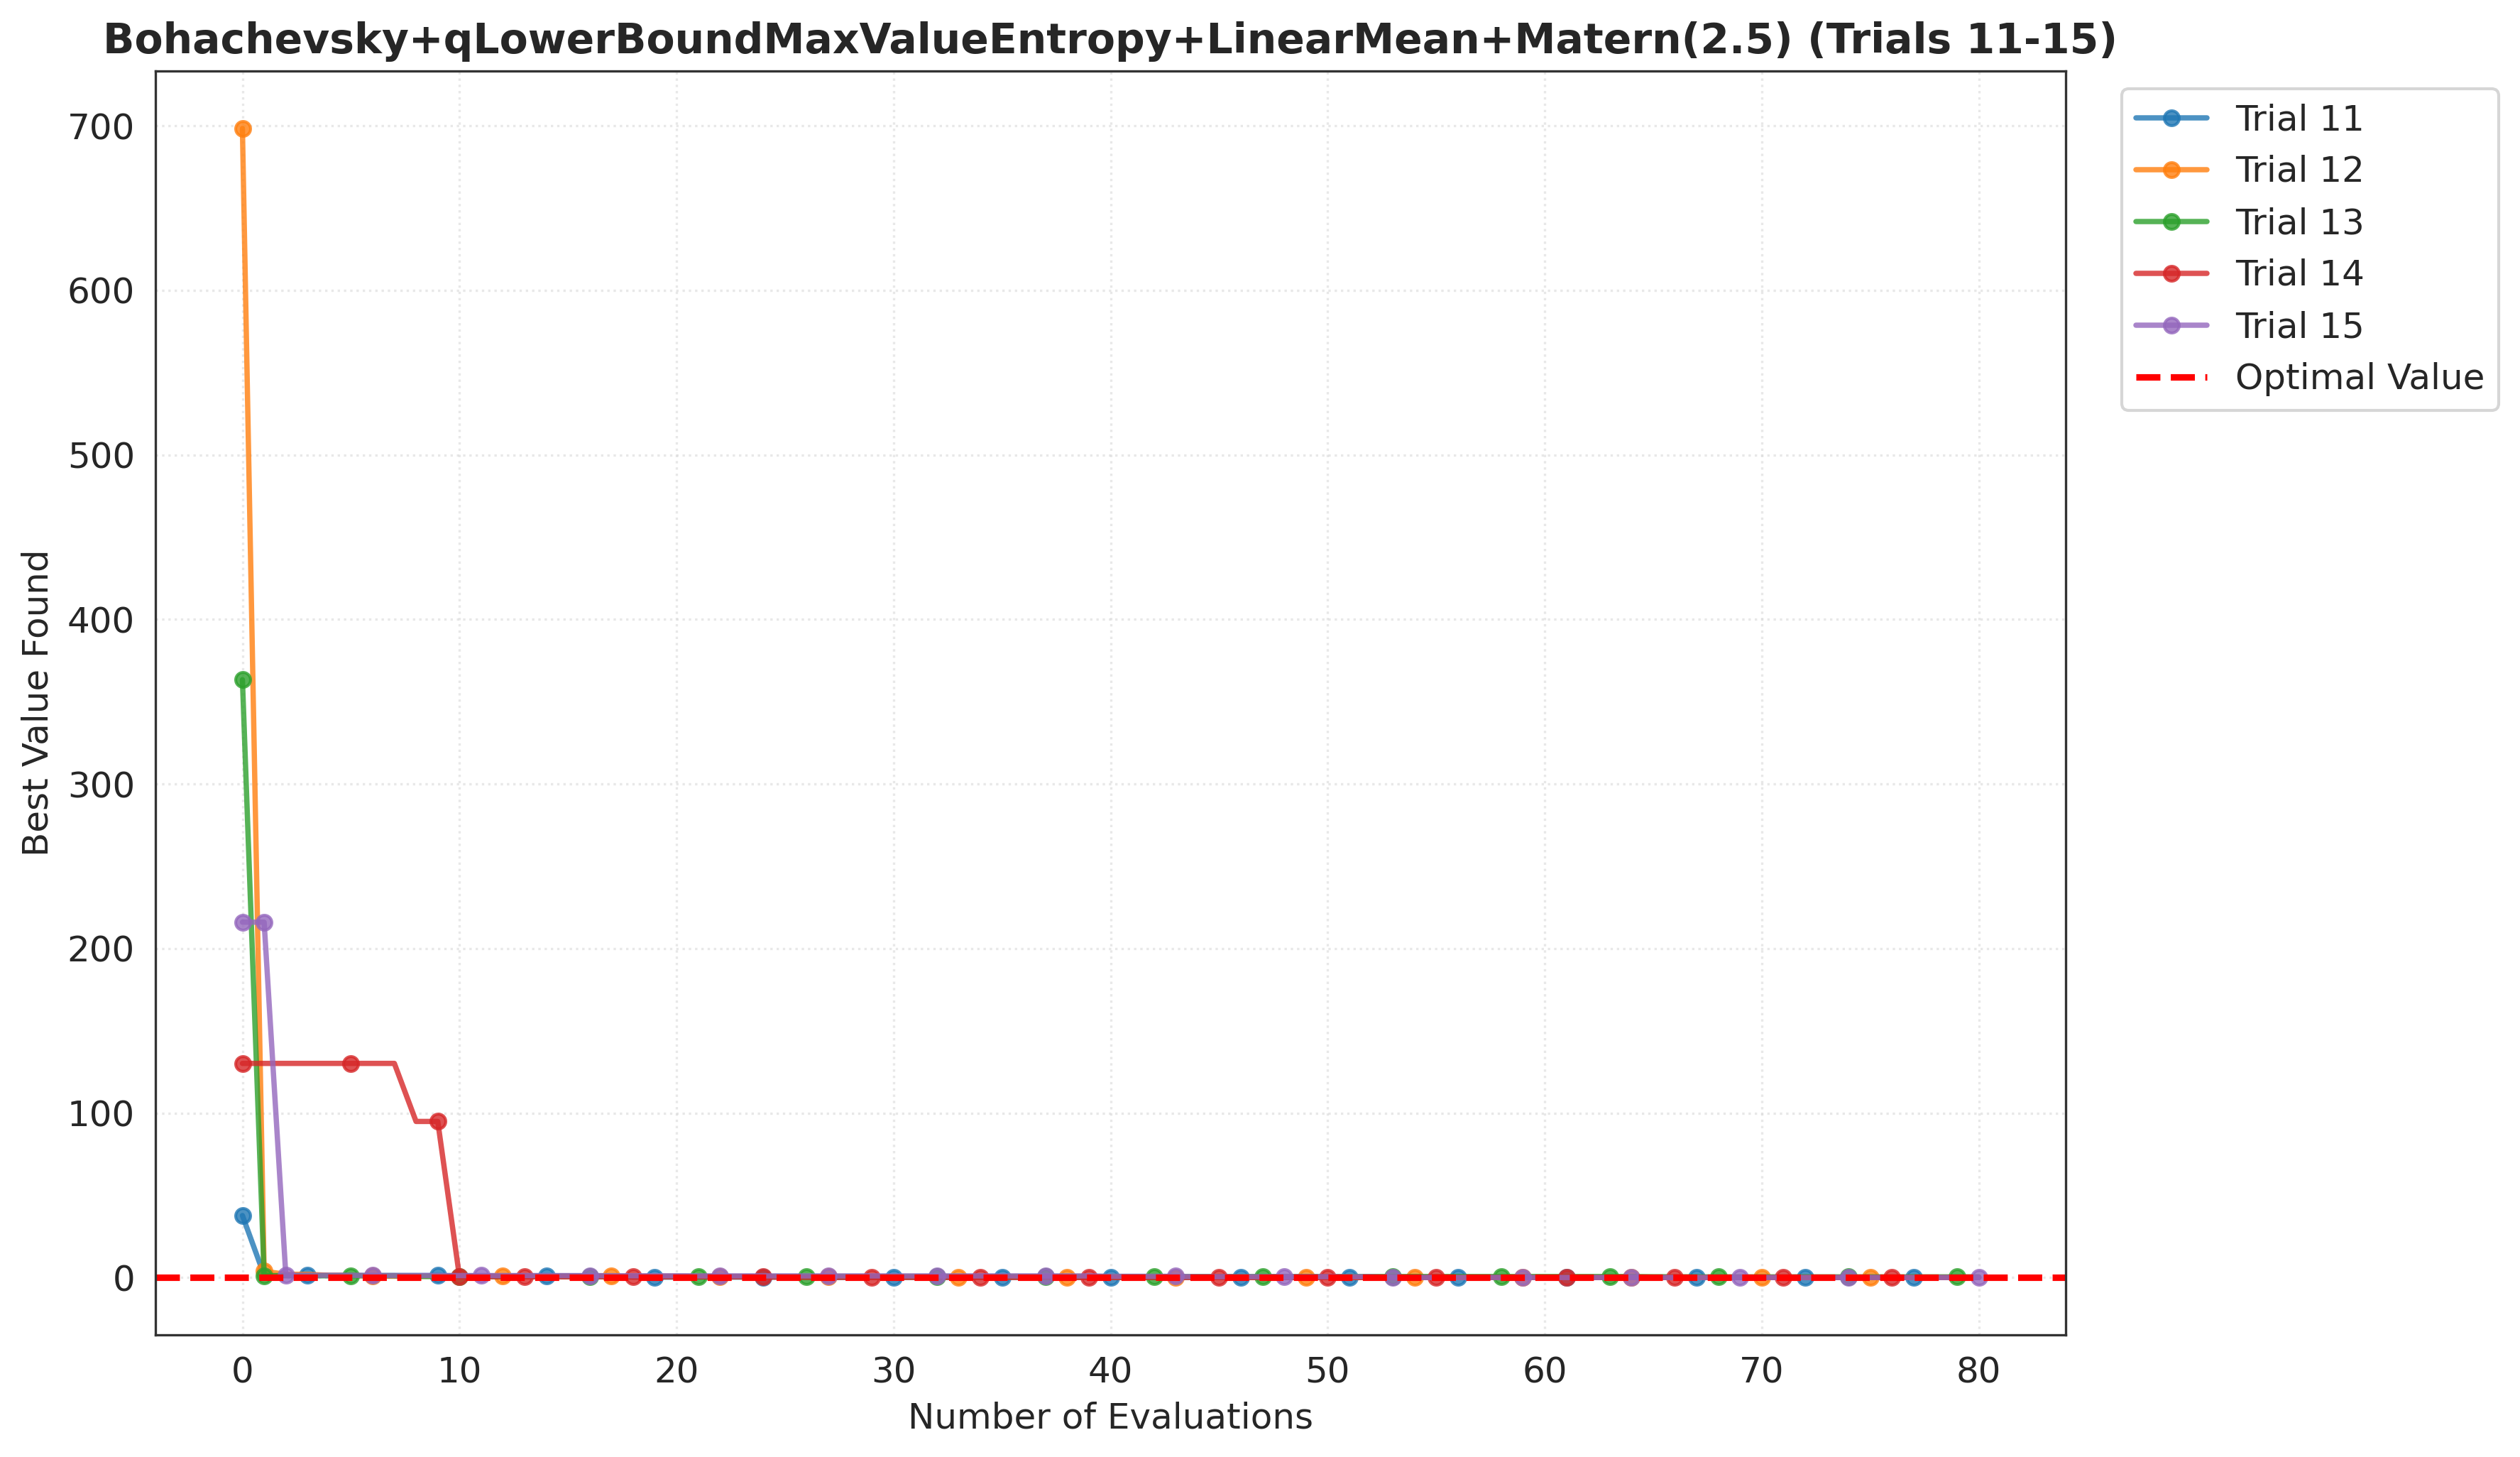 Bohachevsky+qLowerBoundMaxValueEntropy+LinearMean+Matern(2.5) (Trials 11-15)
Best Value Found
700
600
500
400
300
200
100
0
0 10 20 30 40 50 60 70 80
Number of Evaluations
Trial 11
Trial 12
Trial 13
Trial 14
Trial 15
Optimal Value